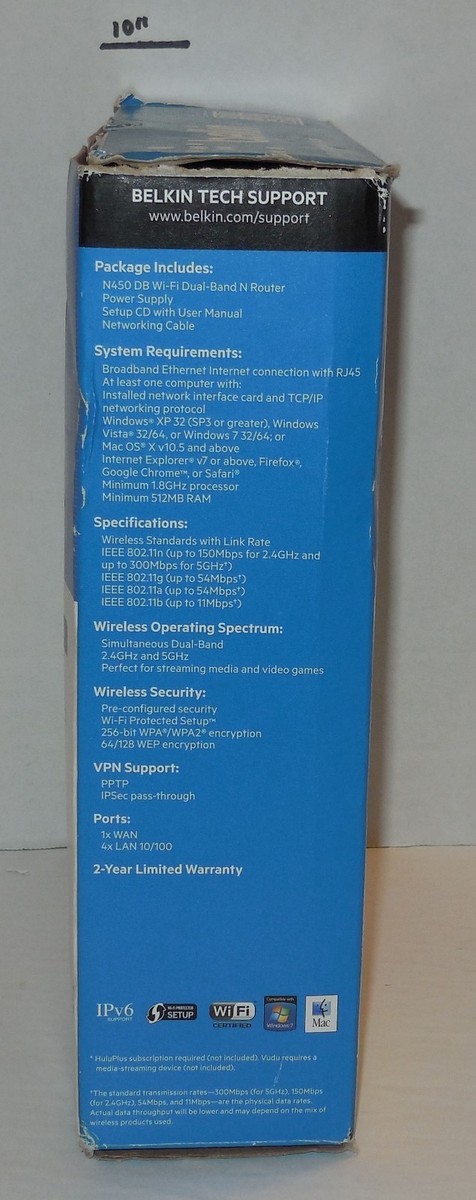 10"
BELKIN TECH SUPPORT
www.belkin.com/support
Package Includes:
N450 DB Wi-Fi Dual-Band N Router
Power Supply
Setup CD with User Manual
Networking Cable
System Requirements:
Broadband Ethernet Internet connection with RJ45
At least one computer with:
Installed network interface card and TCP/IP
networking protocol
Windows® XP 32 (SP3 or greater), Windows
Vista® 32/64, or Windows 7 32/64; or
Mac OS® X v10.5 and above
Internet Explorer® v7 or above, Firefox®,
Google Chrome™, or Safari®
Minimum 1.8GHz processor
Minimum 512MB RAM
Specifications:
Wireless Standards with Link Rate
IEEE 802.11n (up to 150Mbps for 2.4GHz and
up to 300Mbps for 5GHz†)
IEEE 802.11g (up to 54Mbps†)
IEEE 802.11a (up to 54Mbps†)
IEEE 802.11b (up to 11Mbps†)
Wireless Operating Spectrum:
Simultaneous Dual-Band
2.4GHz and 5GHz
Perfect for streaming media and video games
Wireless Security:
Pre-configured security
Wi-Fi Protected Setup™
256-bit WPA®/WPA2® encryption
64/128 WEP encryption
VPN Support:
PPTP
IPSec pass-through
Ports:
1x WAN
4x LAN 10/100
2-Year Limited Warranty
IPv6 SUPPORT
WI-FI PROTECTED SETUP
Wi Fi CERTIFIED
Compatible with Windows 7
Mac
* HuluPlus subscription required (not included). Vudu requires a
media-streaming device (not included).
†The standard transmission rates—300Mbps (for 5GHz), 150Mbps
(for 2.4GHz), 54Mbps, and 11Mbps—are the physical data rates.
Actual data throughput will be lower and may depend on the mix of
wireless products used.